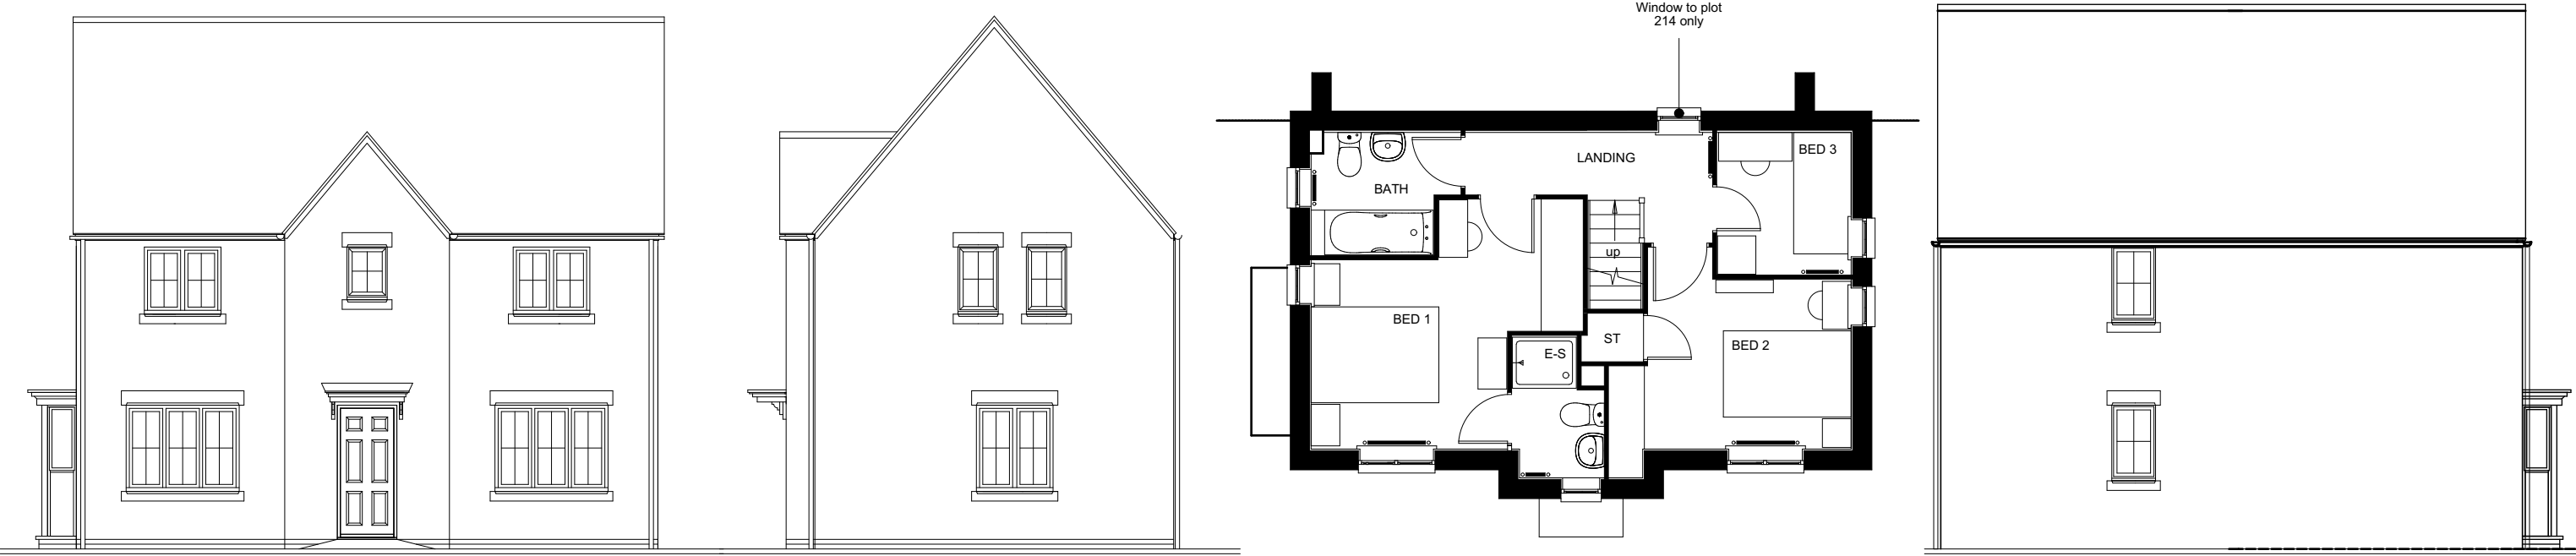 Window to plot
214 only
LANDING
BED 3
BATH
up
BED 1
E-S
ST
BED 2